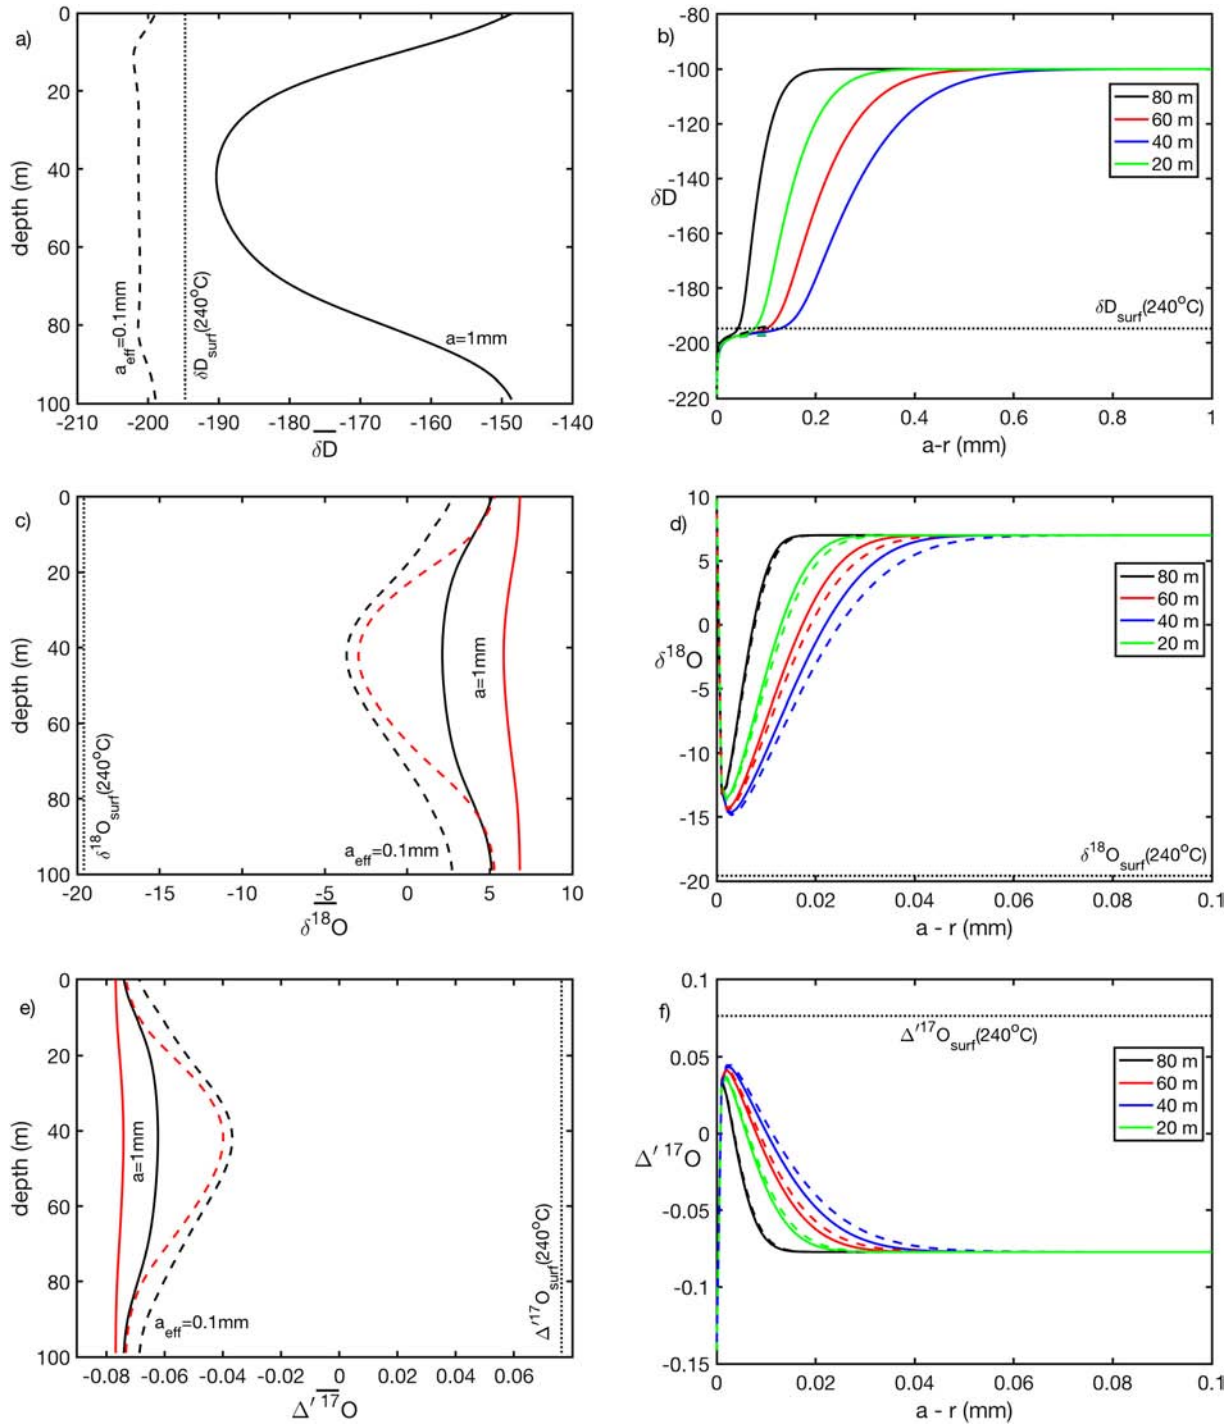 a)
0
20
40
60
80
100
depth (m)
-210 -200 -190 -180 -170 -160 -150 -140
δD
a_eff=0.1mm
δD_surf(240°C)
a=1mm
b)
-80
-100
-120
-140
δD
-160
-180
-200
-220
80 m
60 m
40 m
20 m
δD_surf(240°C)
0 0.2 0.4 0.6 0.8 1
a-r (mm)
c)
0
20
40
60
80
100
depth (m)
δ¹⁸O_surf(240°C)
a=1mm
a_eff=0.1mm
-20 -15 -10 -5 0 5 10
δ¹⁸O
d)
10
5
0
δ¹⁸O
-5
-10
-15
-20
80 m
60 m
40 m
20 m
δ¹⁸O_surf(240°C)
0 0.02 0.04 0.06 0.08 0.1
a - r (mm)
e)
0
20
40
60
80
100
depth (m)
a=1mm
a_eff=0.1mm
Δ′¹⁷O_surf(240°C)
-0.08 -0.06 -0.04 -0.02 0 0.02 0.04 0.06
Δ′¹⁷O
f)
0.1
0.05
0
Δ′¹⁷O
-0.05
-0.1
-0.15
Δ′¹⁷O_surf(240°C)
80 m
60 m
40 m
20 m
0 0.02 0.04 0.06 0.08 0.1
a - r (mm)